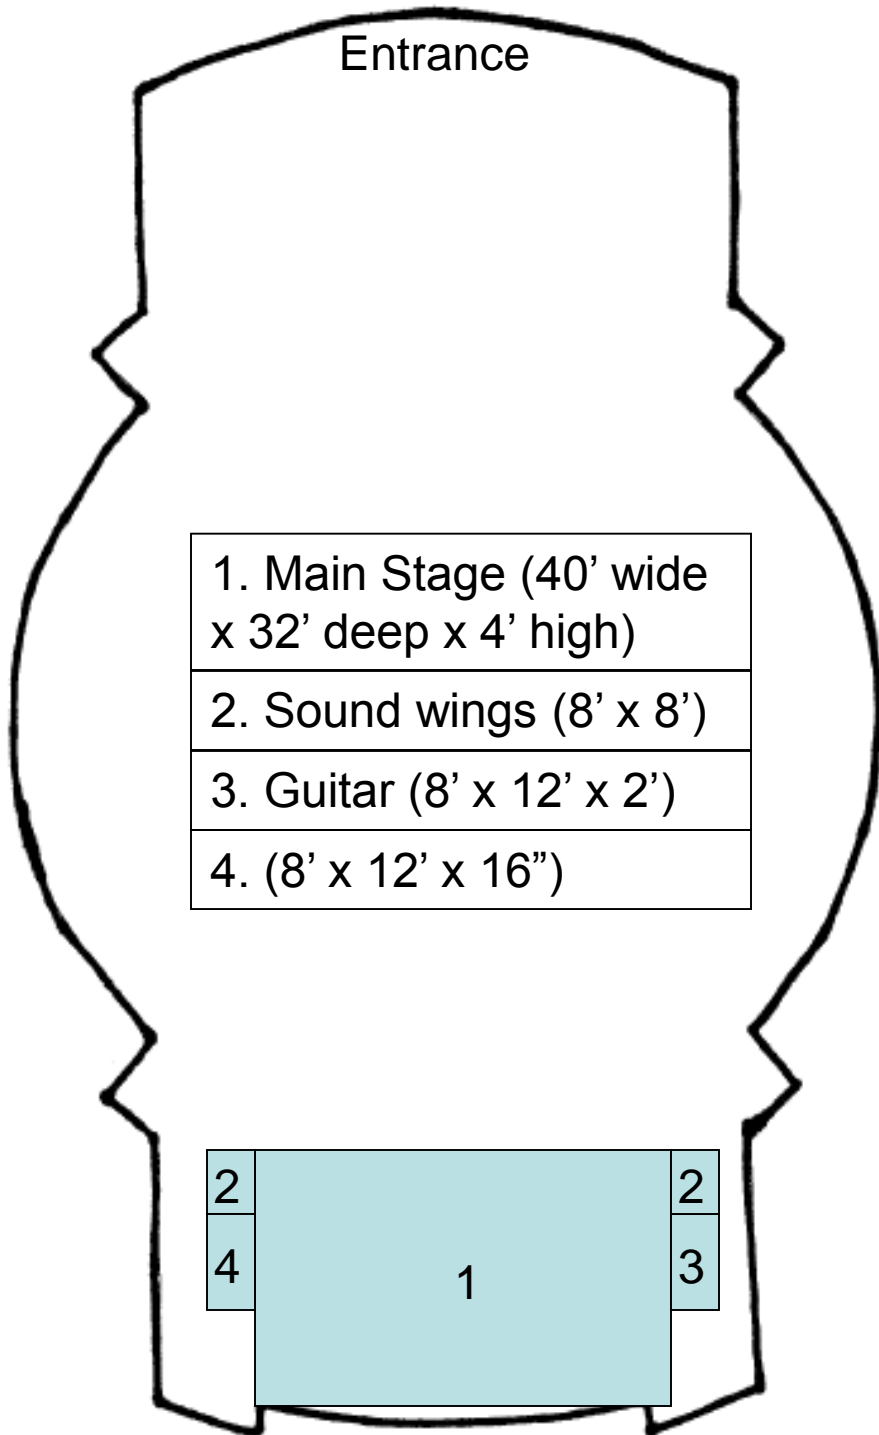 Entrance
1. Main Stage (40’ wide
x 32’ deep x 4’ high)
2. Sound wings (8’ x 8’)
3. Guitar (8’ x 12’ x 2’)
4. (8’ x 12’ x 16”)
2
2
4
1
3